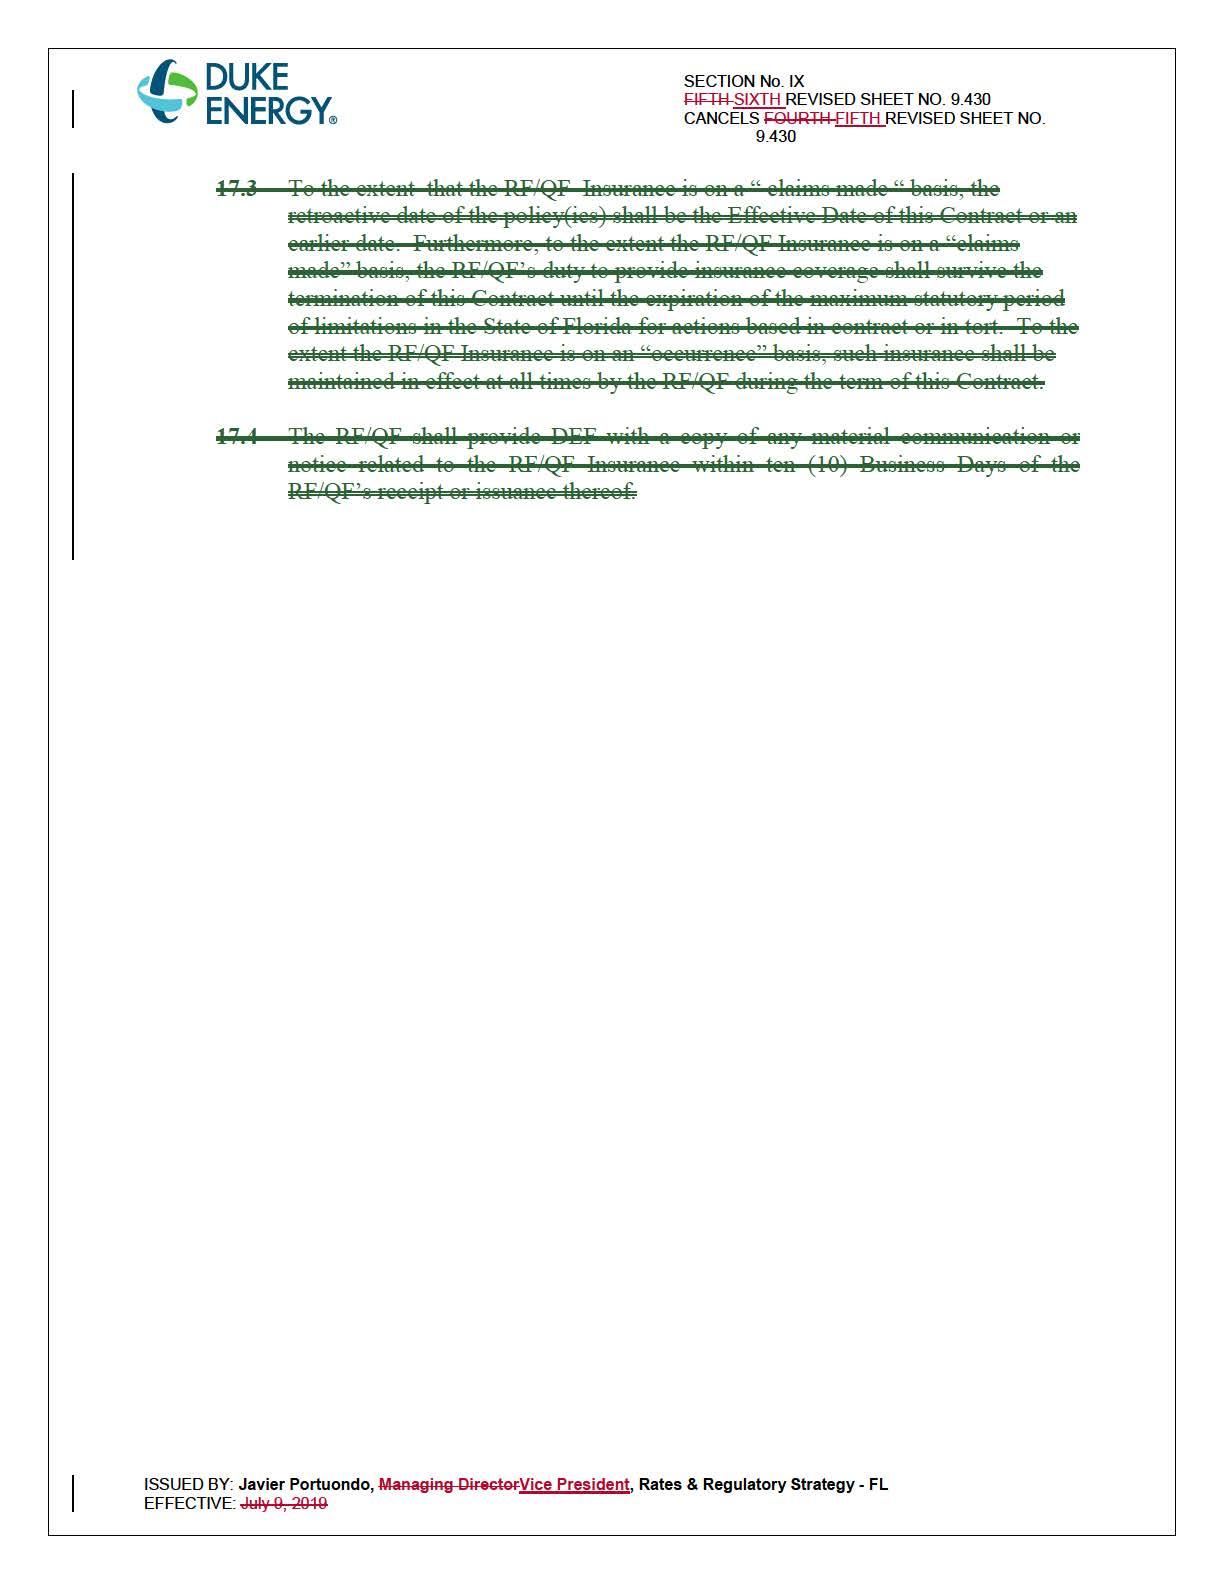 DUKE
ENERGY®
SECTION No. IX
FIFTH SIXTH REVISED SHEET NO. 9.430
CANCELS FOURTH FIFTH REVISED SHEET NO.
9.430
17.3 To the extent that the RF/QF Insurance is on a “ claims made “ basis, the
retroactive date of the policy(ies) shall be the Effective Date of this Contract or an
earlier date. Furthermore, to the extent the RF/QF Insurance is on a “claims
made” basis, the RF/QF’s duty to provide insurance coverage shall survive the
termination of this Contract until the expiration of the maximum statutory period
of limitations in the State of Florida for actions based in contract or in tort. To the
extent the RF/QF Insurance is on an “occurrence” basis, such insurance shall be
maintained in effect at all times by the RF/QF during the term of this Contract.
17.4 The RF/QF shall provide DEF with a copy of any material communication or
notice related to the RF/QF Insurance within ten (10) Business Days of the
RF/QF’s receipt or issuance thereof.
ISSUED BY: Javier Portuondo, Managing DirectorVice President, Rates & Regulatory Strategy - FL
EFFECTIVE: July 9, 2019